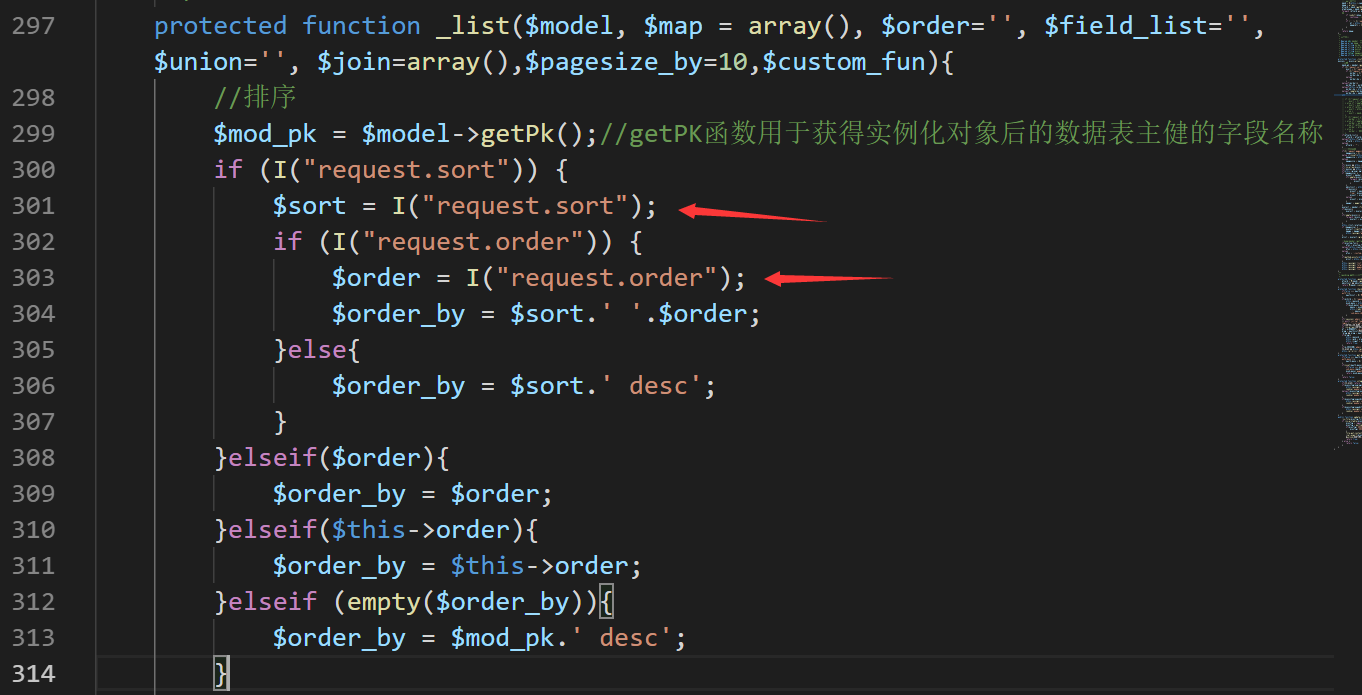 297 protected function _list($model, $map = array(), $order='', $field_list='',
$union='', $join=array(),$pagesize_by=10,$custom_fun){
298 //排序
299 $mod_pk = $model->getPk();//getPK函数用于获得实例化对象后的数据表主健的字段名称
300 if (I("request.sort")) {
301 $sort = I("request.sort");
302 if (I("request.order")) {
303 $order = I("request.order");
304 $order_by = $sort.' '.$order;
305 }else{
306 $order_by = $sort.' desc';
307 }
308 }elseif($order){
309 $order_by = $order;
310 }elseif($this->order){
311 $order_by = $this->order;
312 }elseif (empty($order_by)){
313 $order_by = $mod_pk.' desc';
314 }